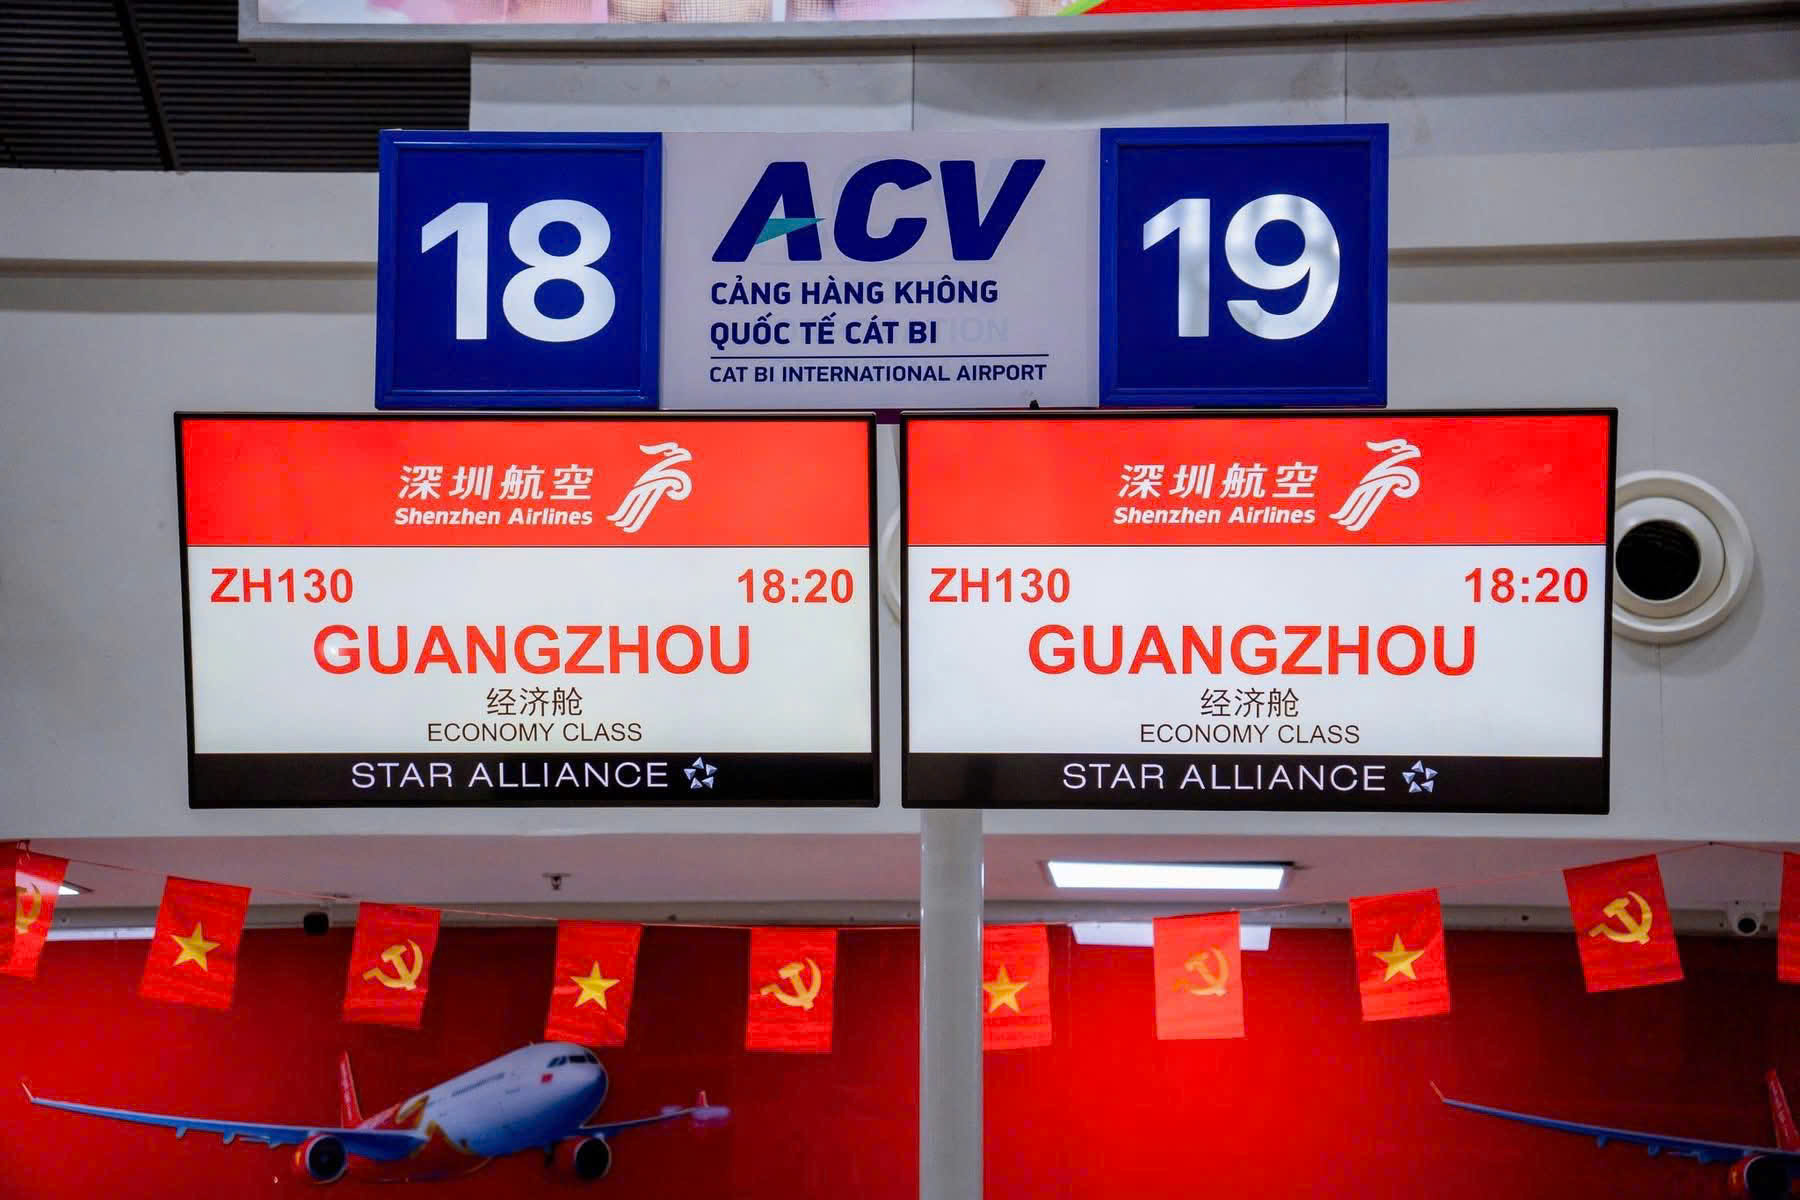 18
ACV
CẢNG HÀNG KHÔNG
QUỐC TẾ CÁT BI
CAT BI INTERNATIONAL AIRPORT
19
深圳航空
Shenzhen Airlines
ZH130 18:20
GUANGZHOU
经济舱
ECONOMY CLASS
STAR ALLIANCE
深圳航空
Shenzhen Airlines
ZH130 18:20
GUANGZHOU
经济舱
ECONOMY CLASS
STAR ALLIANCE